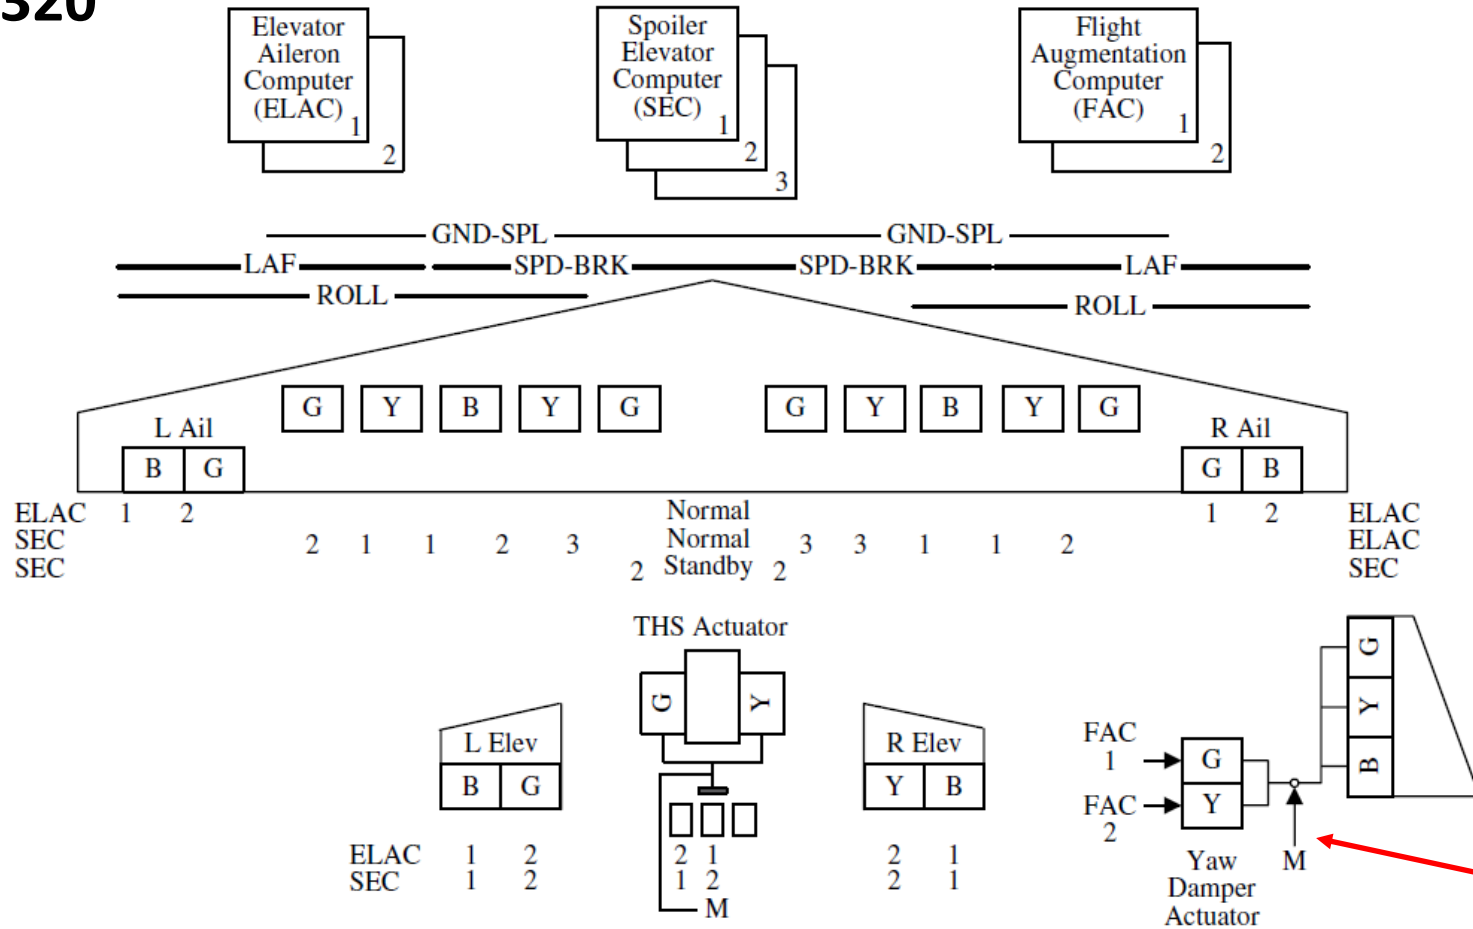 320
Elevator
Aileron
Computer
(ELAC)
1
2
Spoiler
Elevator
Computer
(SEC)
1
2
3
Flight
Augmentation
Computer
(FAC)
1
2
GND-SPL GND-SPL
LAF SPD-BRK SPD-BRK LAF
ROLL ROLL
G Y B Y G G Y B Y G
L Ail R Ail
B G G B
ELAC 1 2 Normal 1 2 ELAC
SEC 2 1 1 2 3 Normal 3 3 1 1 2 ELAC
SEC 2 Standby 2 SEC
THS Actuator
G Y
L Elev
B G
R Elev
Y B
ELAC 1 2 2 1 2 1
SEC 1 2 1 2 2 1
M
FAC
1
G
FAC
2
Y
Yaw
Damper
Actuator
M
G
Y
B